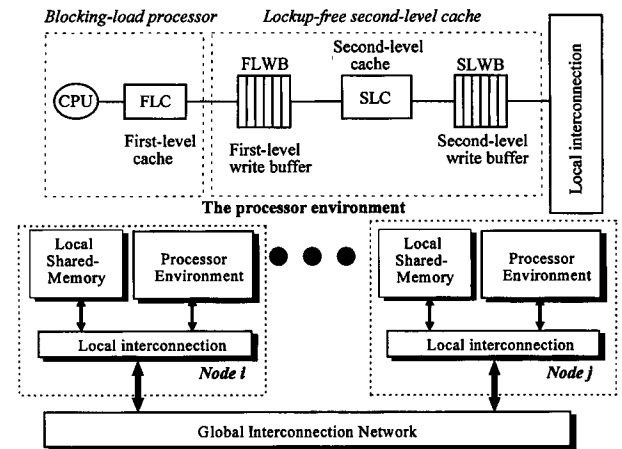 Blocking-load processor
Lockup-free second-level cache
FLWB
Second-level
cache
SLWB
CPU
FLC
SLC
First-level
cache
First-level
write buffer
Second-level
write buffer
Local interconnection
The processor environment
Local
Shared-
Memory
Processor
Environment
Local interconnection
Node i
Local
Shared-
Memory
Processor
Environment
Local interconnection
Node j
Global Interconnection Network